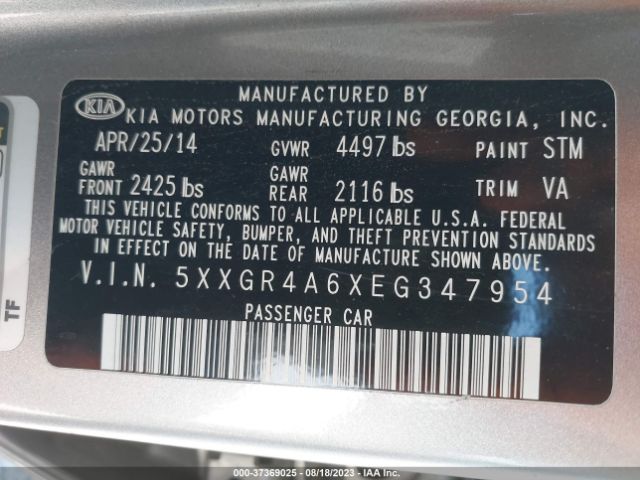 MANUFACTURED BY
KIA KIA MOTORS MANUFACTURING GEORGIA, INC.
APR/25/14 GVWR 4497 lbs PAINT STM
GAWR FRONT 2425 lbs GAWR REAR 2116 lbs TRIM VA
THIS VEHICLE CONFORMS TO ALL APPLICABLE U.S.A. FEDERAL
MOTOR VEHICLE SAFETY, BUMPER, AND THEFT PREVENTION STANDARDS
IN EFFECT ON THE DATE OF MANUFACTURE SHOWN ABOVE.
V.I.N. 5XXGR4A6XEG347954
PASSENGER CAR
TF
000-37369025 - 08/18/2023 - IAA Inc.